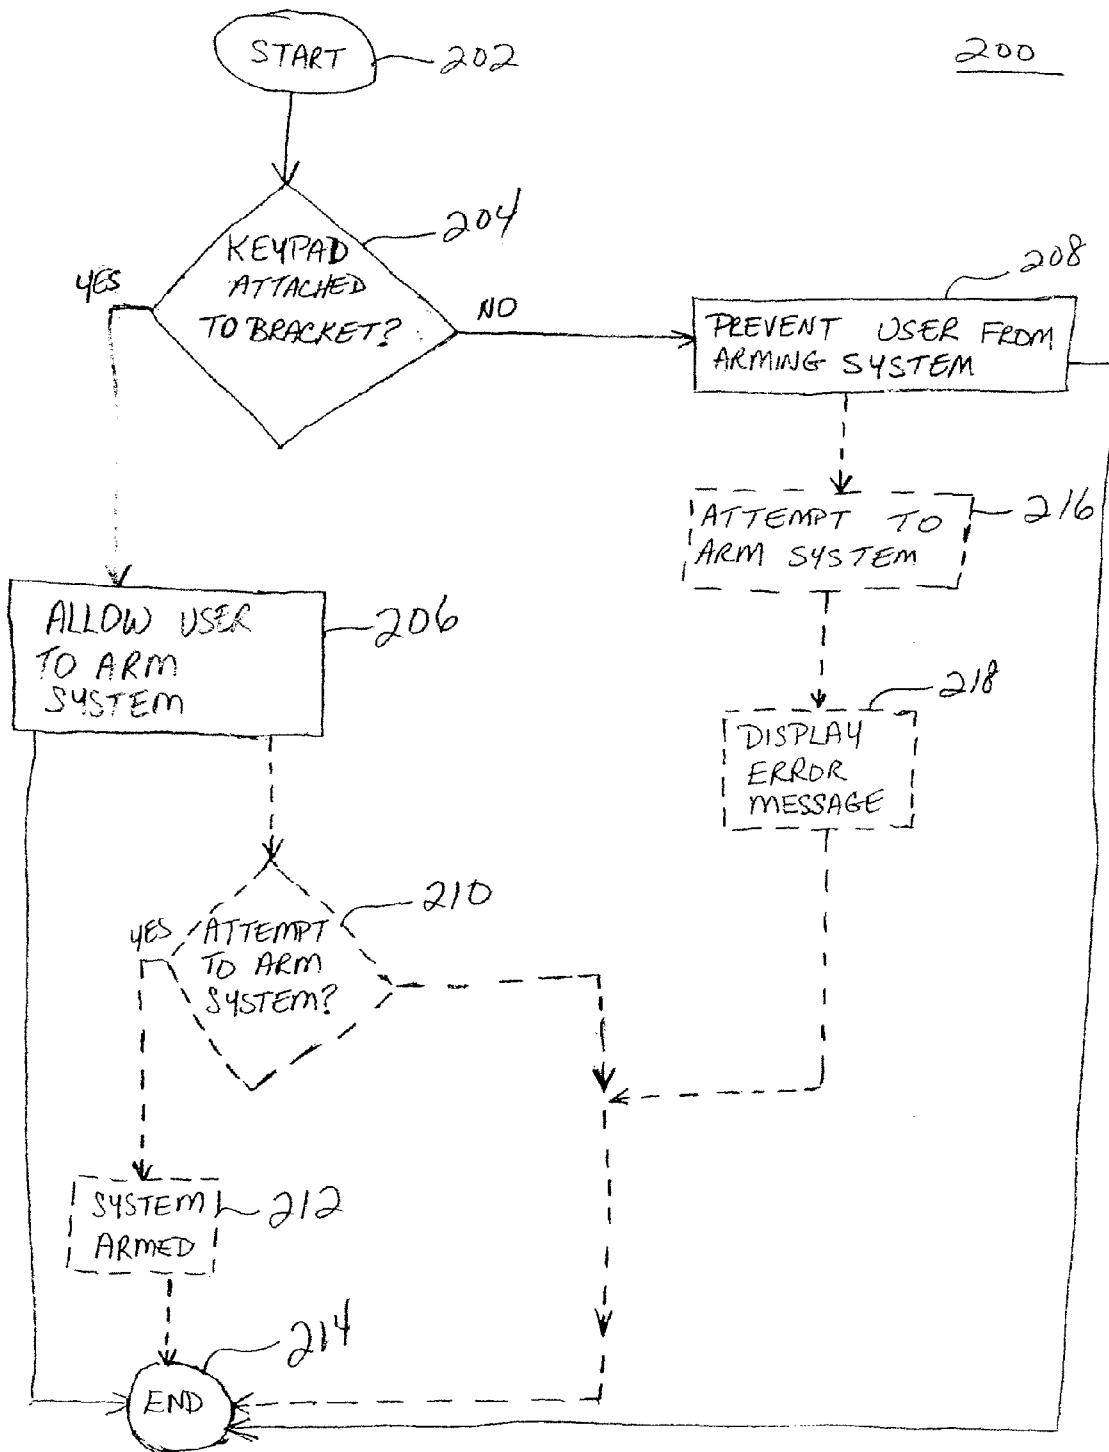 START
202
200
KEYPAD
ATTACHED
TO BRACKET?
204
YES
NO
208
PREVENT USER FROM
ARMING SYSTEM
ATTEMPT TO
ARM SYSTEM
216
ALLOW USER
TO ARM
SYSTEM
206
218
DISPLAY
ERROR
MESSAGE
210
YES
ATTEMPT
TO ARM
SYSTEM?
SYSTEM
ARMED
212
214
END